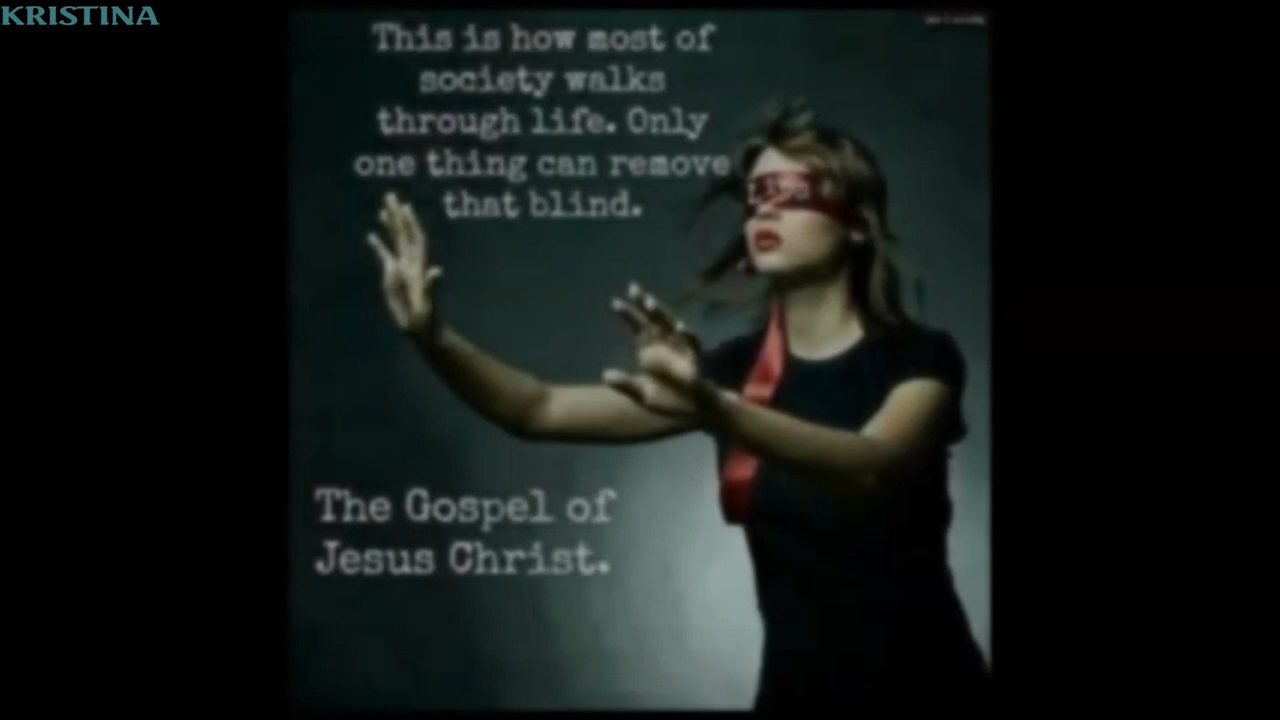 KRISTINA
This is how most of
society walks
through life. Only
one thing can remove
that blind.
The Gospel of
Jesus Christ.